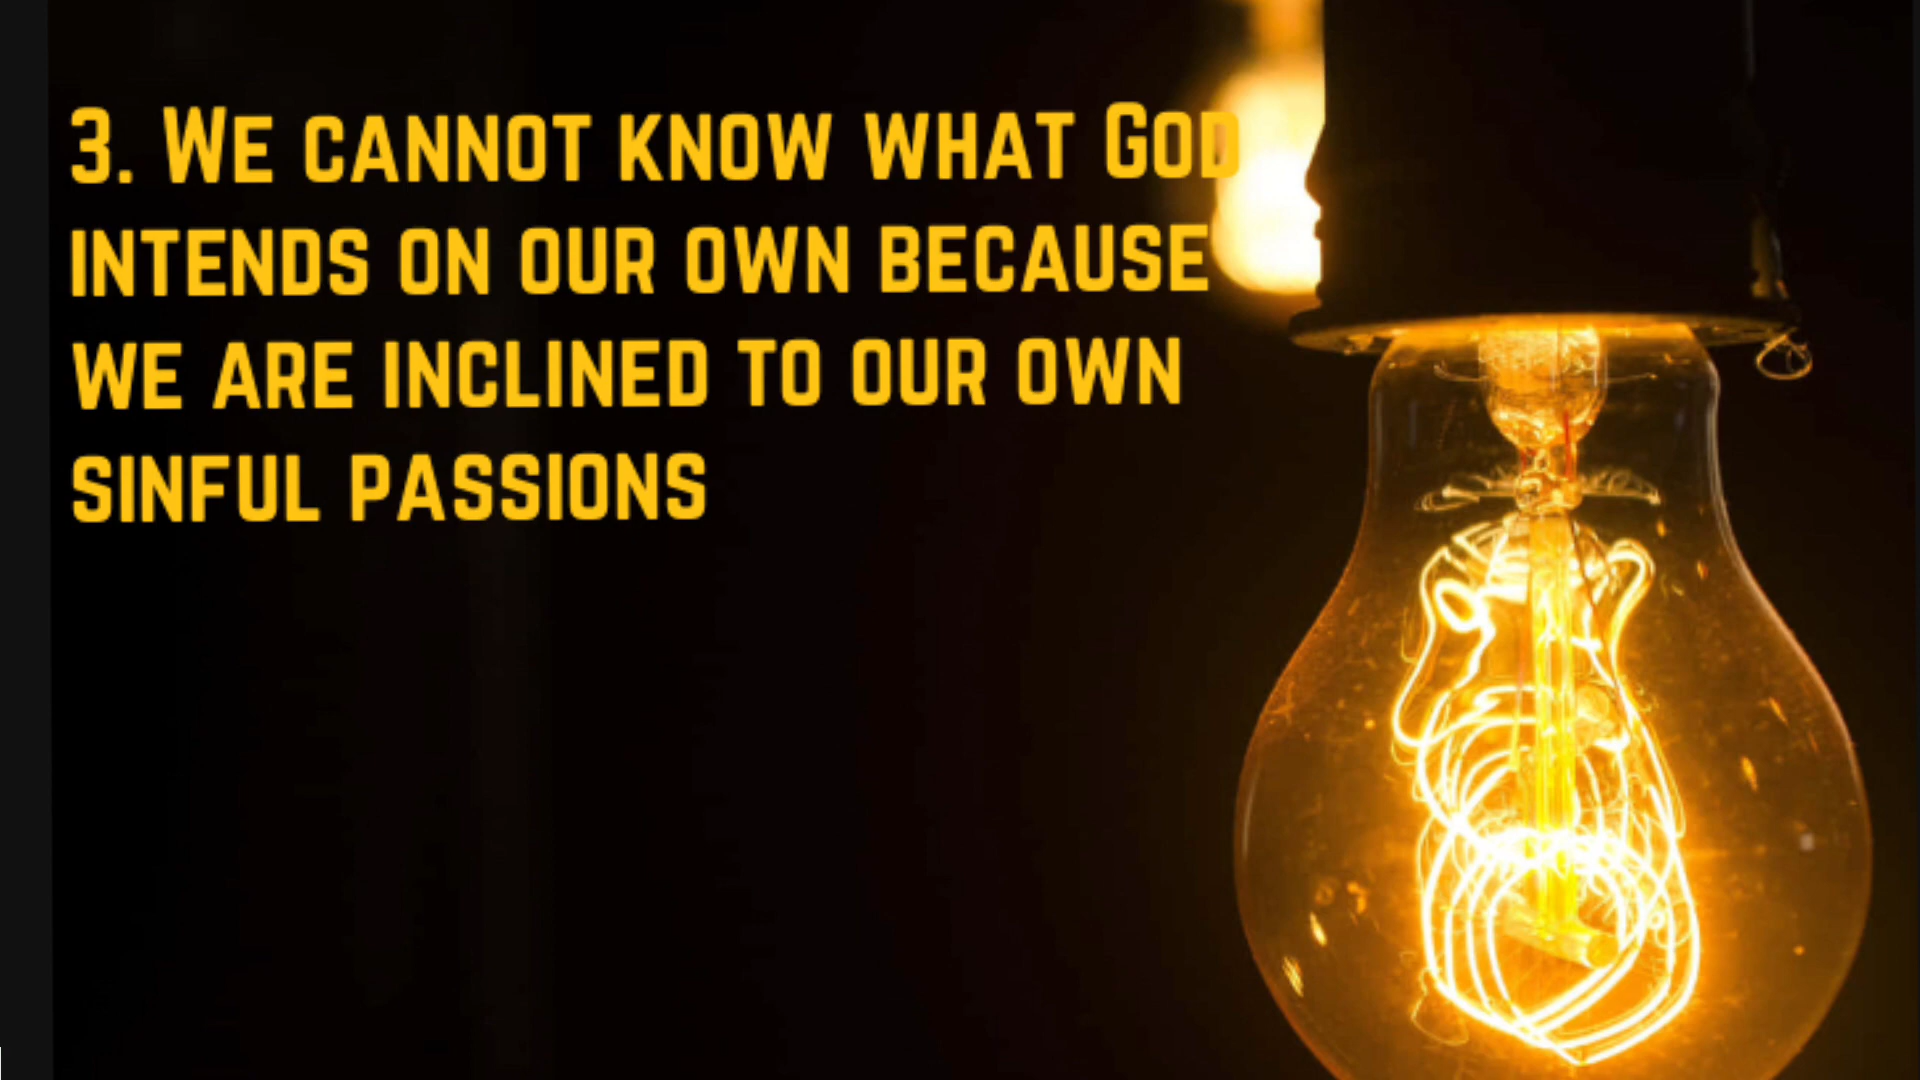 3. We cannot know what God
intends on our own because
we are inclined to our own
sinful passions